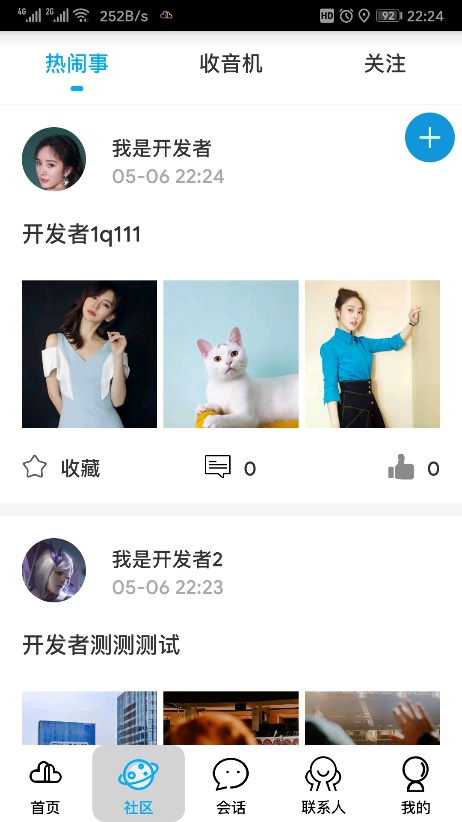 4G 2G 252B/s HD 92 22:24
热闹事 收音机 关注
我是开发者
05-06 22:24
开发者1q111
收藏 0 0
我是开发者2
05-06 22:23
开发者测测测试
首页 社区 会话 联系人 我的